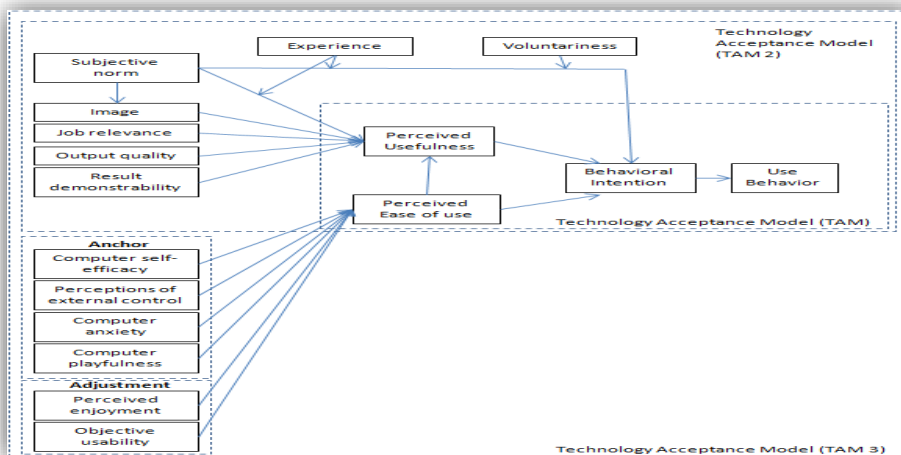 Technology
Acceptance Model
(TAM 2)
Experience
Voluntariness
Subjective
norm
Image
Job relevance
Output quality
Result
demonstrability
Perceived
Usefulness
Behavioral
Intention
Use
Behavior
Perceived
Ease of use
Technology Acceptance Model (TAM)
Anchor
Computer self-
efficacy
Perceptions of
external control
Computer
anxiety
Computer
playfulness
Adjustment
Perceived
enjoyment
Objective
usability
Technology Acceptance Model (TAM 3)